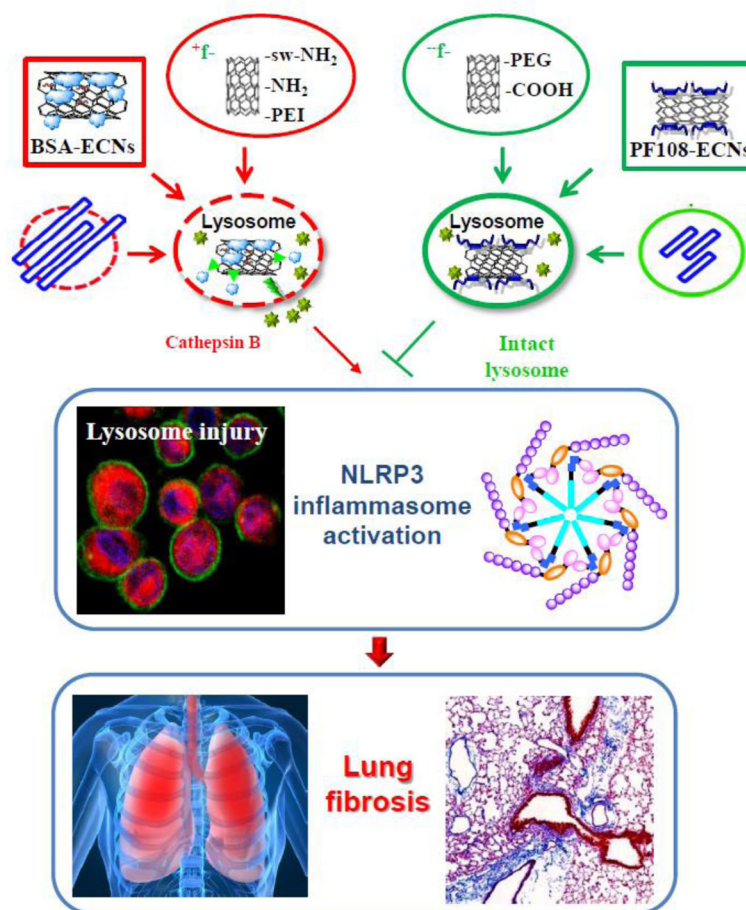 +f-
-sw-NH2
-NH2
-PEI
--f-
-PEG
-COOH
BSA-ECNs
PF108-ECNs
Lysosome
Lysosome
Cathepsin B
Intact
lysosome
Lysosome injury
NLRP3
inflammasome
activation
Lung
fibrosis